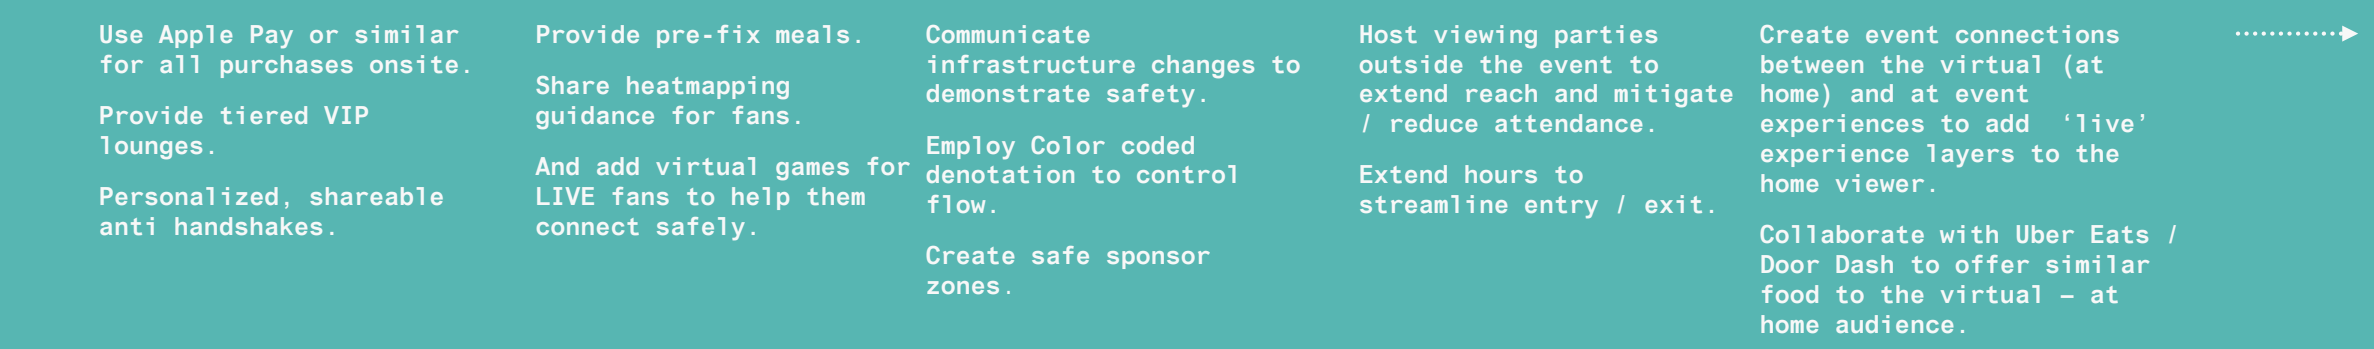 Use Apple Pay or similar
for all purchases onsite.
Provide tiered VIP
lounges.
Personalized, shareable
anti handshakes.
Provide pre-fix meals.
Share heatmapping
guidance for fans.
And add virtual games for
LIVE fans to help them
connect safely.
Communicate
infrastructure changes to
demonstrate safety.
Employ Color coded
denotation to control
flow.
Create safe sponsor
zones.
Host viewing parties
outside the event to
extend reach and mitigate
/ reduce attendance.
Extend hours to
streamline entry / exit.
Create event connections
between the virtual (at
home) and at event
experiences to add  ‘live’
experience layers to the
home viewer.
Collaborate with Uber Eats /
Door Dash to offer similar
food to the virtual – at
home audience.